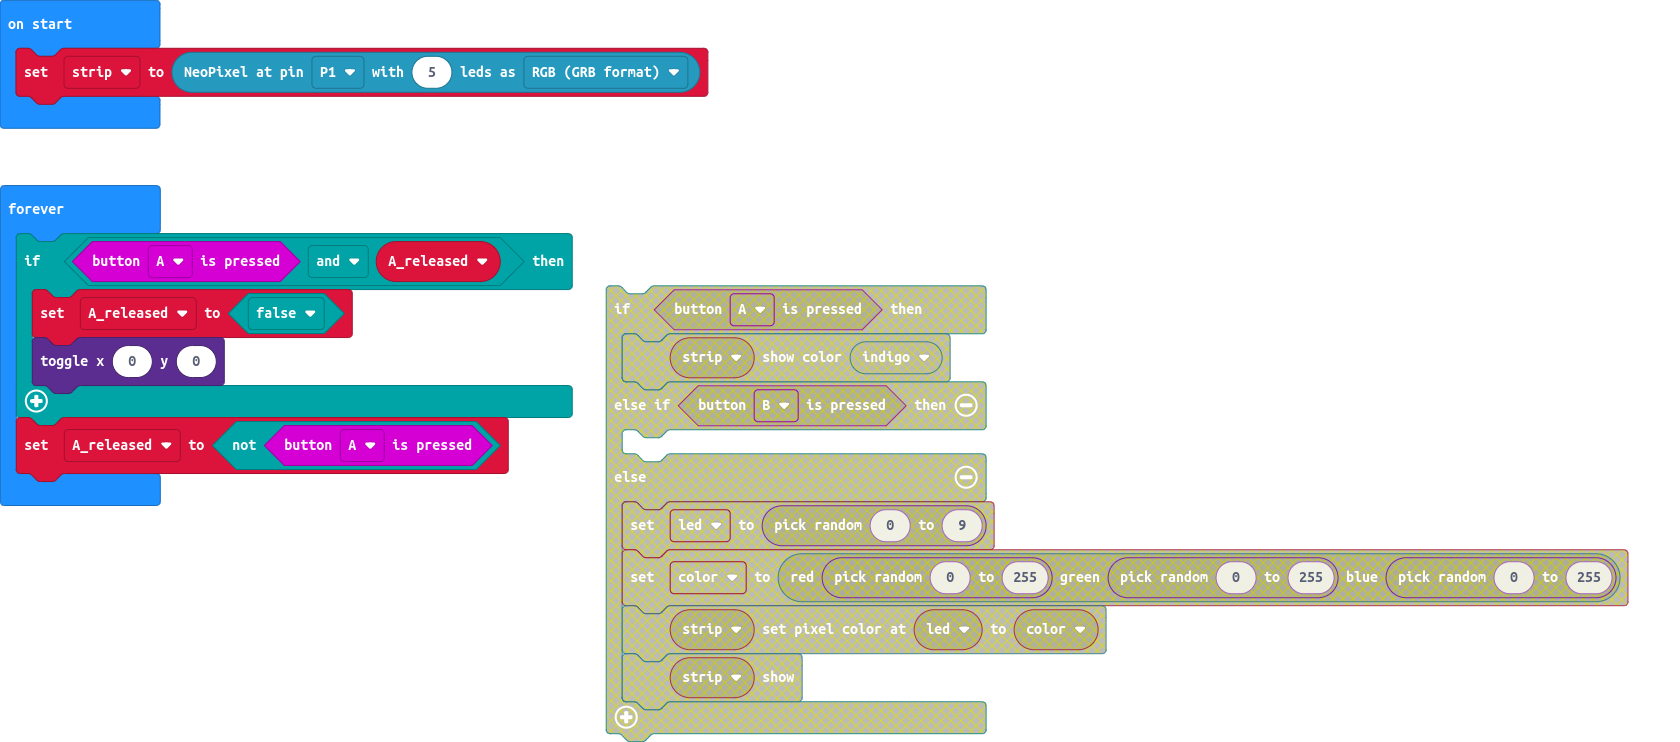 on start
set strip to NeoPixel at pin P1 with 5 leds as RGB (GRB format)
forever
if button A is pressed and A_released then
set A_released to false
toggle x 0 y 0
set A_released to not button A is pressed
if button A is pressed then
strip show color indigo
else if button B is pressed then
else
set led to pick random 0 to 9
set color to red pick random 0 to 255 green pick random 0 to 255 blue pick random 0 to 255
strip set pixel color at led to color
strip show